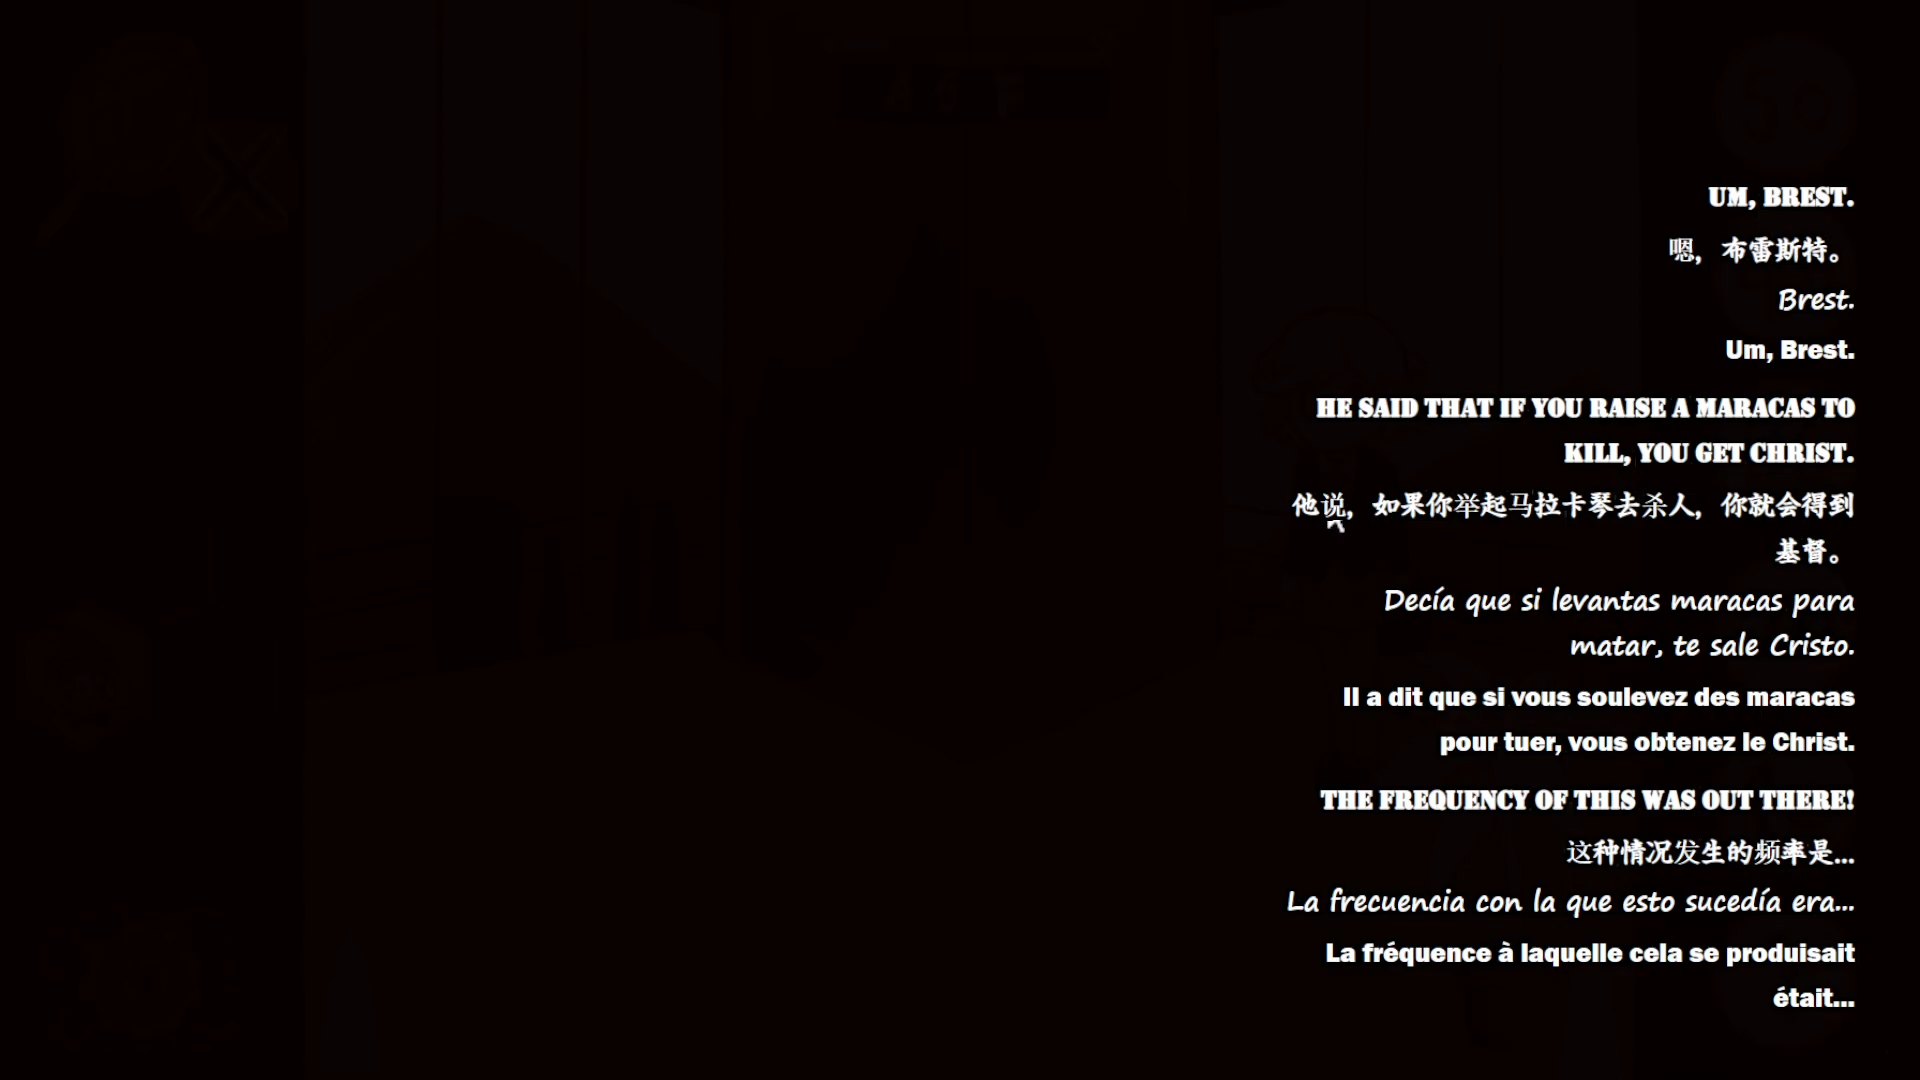 UM, BREST.
嗯，布雷斯特。
Brest.
Um, Brest.
HE SAID THAT IF YOU RAISE A MARACAS TO
KILL, YOU GET CHRIST.
他说，如果你举起马拉卡琴去杀人，你就会得到
基督。
Decía que si levantas maracas para
matar, te sale Cristo.
Il a dit que si vous soulevez des maracas
pour tuer, vous obtenez le Christ.
THE FREQUENCY OF THIS WAS OUT THERE!
这种情况发生的频率是...
La frecuencia con la que esto sucedía era...
La fréquence à laquelle cela se produisait
était...